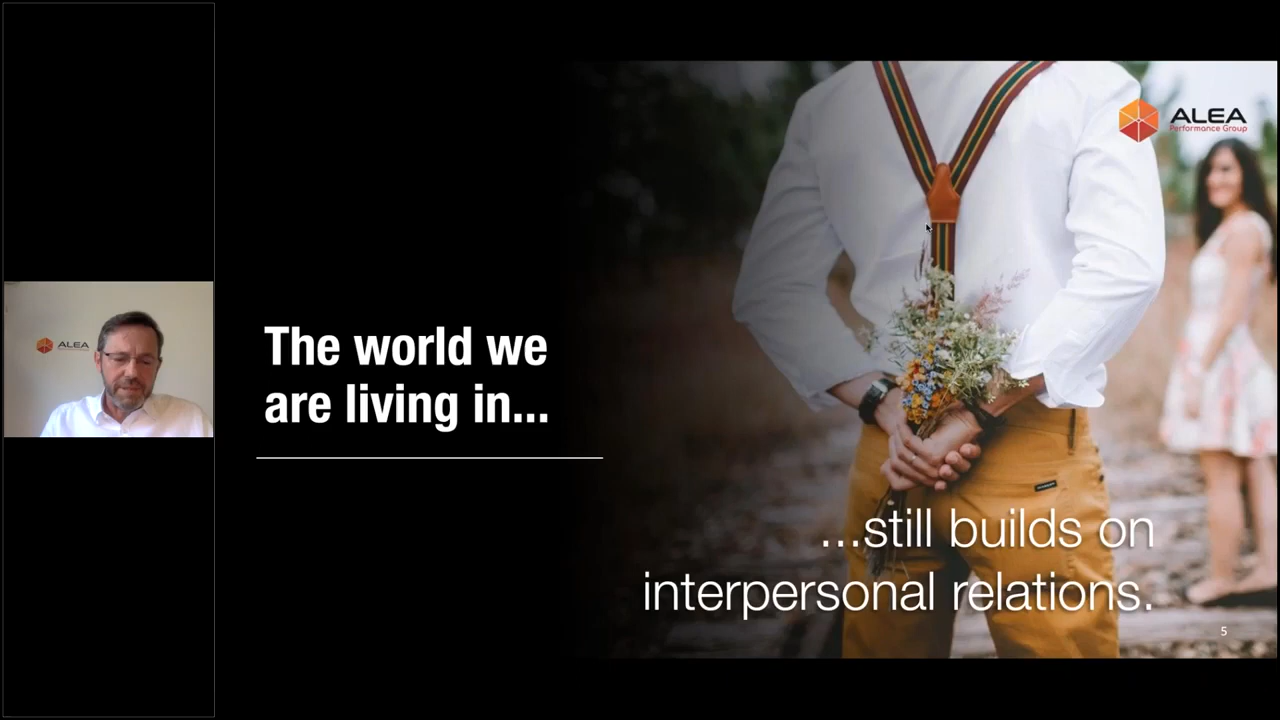 ALEA
Performance Group
ALEA
The world we
are living in...
...still builds on
interpersonal relations.
5